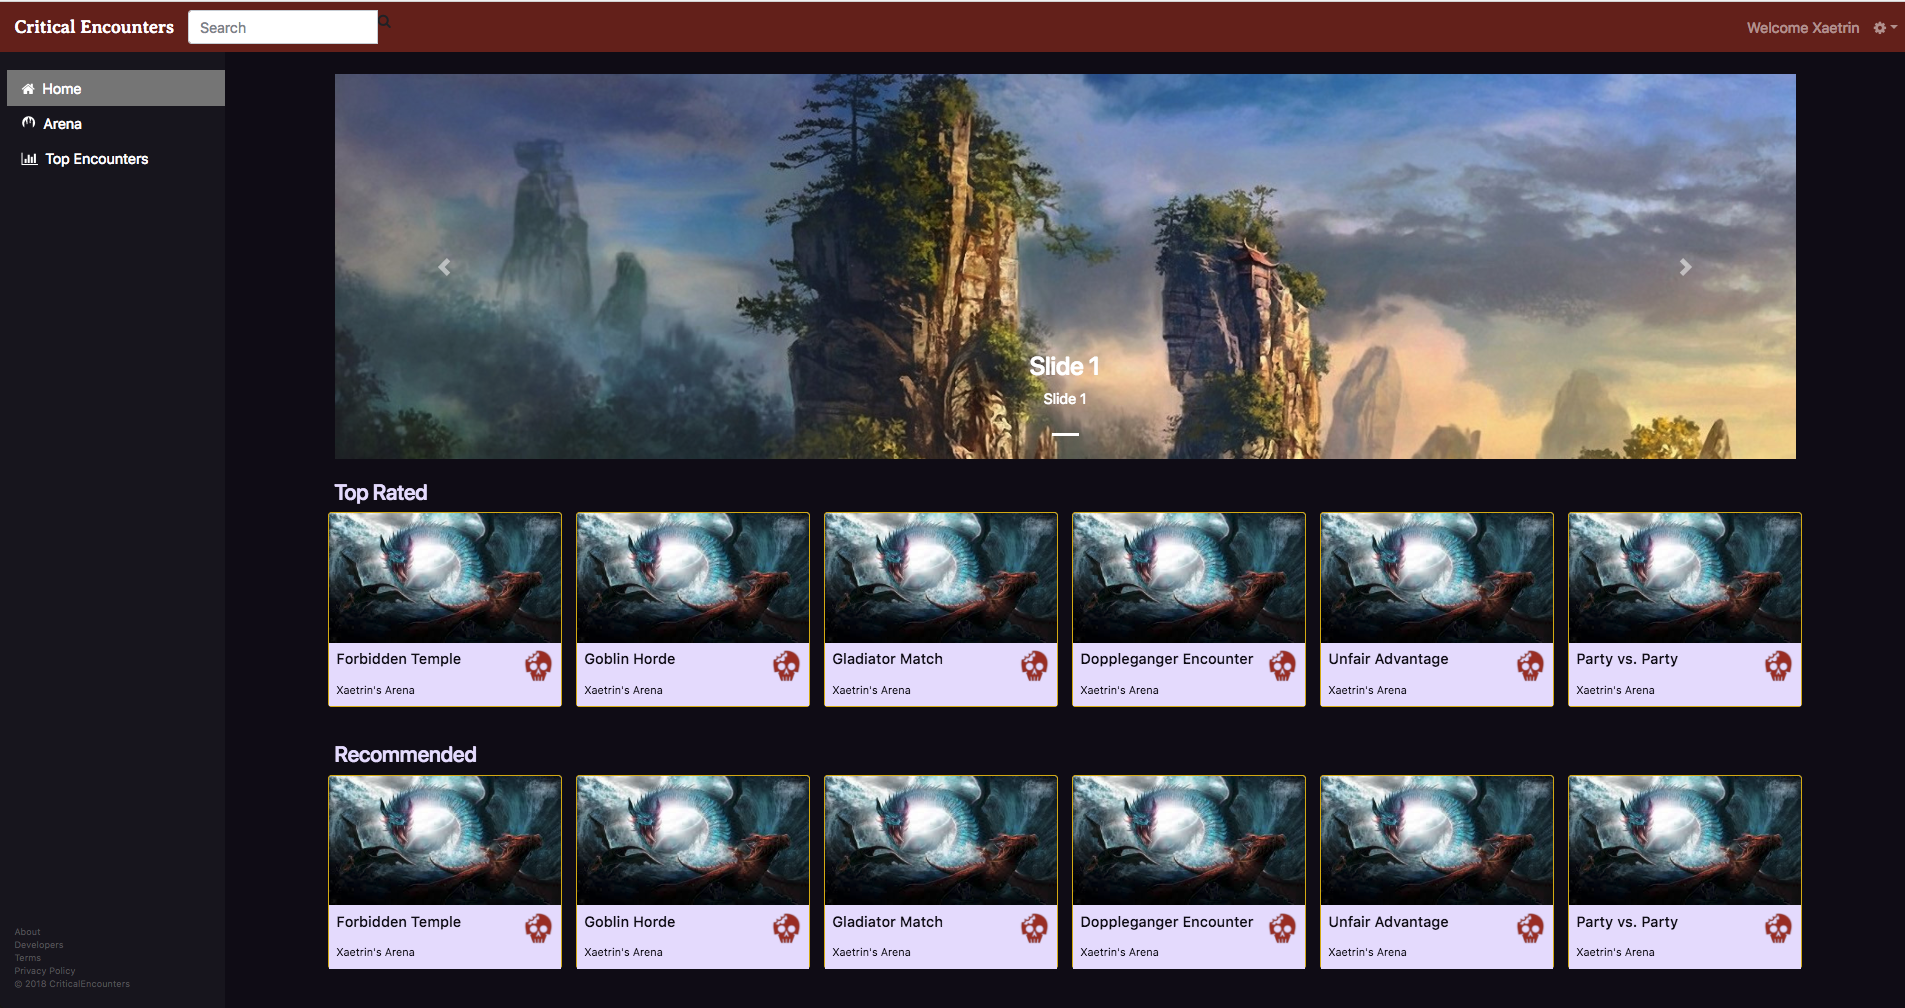 Critical Encounters
Search
Welcome Xaetrin
Home
Arena
Top Encounters
Slide 1
Slide 1
Top Rated
Forbidden Temple
Xaetrin's Arena
Goblin Horde
Xaetrin's Arena
Gladiator Match
Xaetrin's Arena
Doppleganger Encounter
Xaetrin's Arena
Unfair Advantage
Xaetrin's Arena
Party vs. Party
Xaetrin's Arena
Recommended
Forbidden Temple
Xaetrin's Arena
Goblin Horde
Xaetrin's Arena
Gladiator Match
Xaetrin's Arena
Doppleganger Encounter
Xaetrin's Arena
Unfair Advantage
Xaetrin's Arena
Party vs. Party
Xaetrin's Arena
About
Developers
Terms
Privacy Policy
© 2018 CriticalEncounters